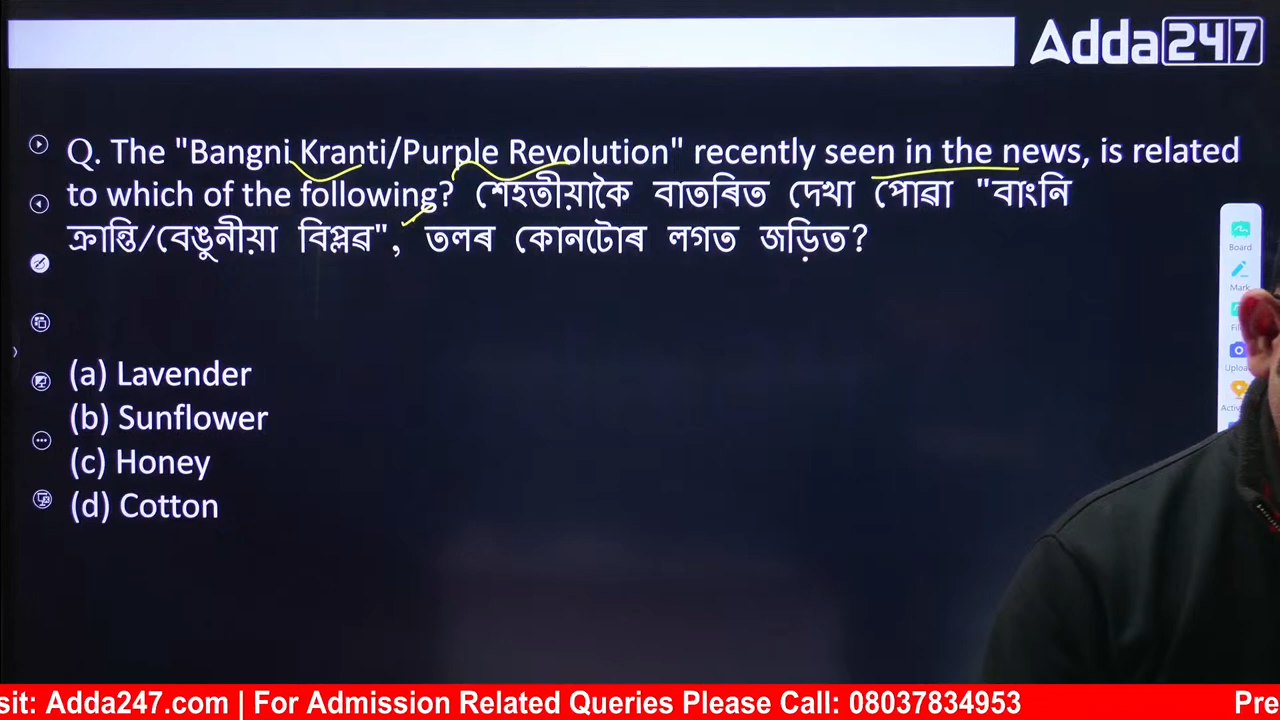 Adda247
Q. The "Bangni Kranti/Purple Revolution" recently seen in the news, is related
to which of the following? শেহতীয়াকৈ বাতৰিত দেখা পোৱা "বাংনি
ক্ৰান্তি/বেঙুনীয়া বিপ্লৱ", তলৰ কোনটোৰ লগত জড়িত?
Board
Mark
(a) Lavender
(b) Sunflower
(c) Honey
(d) Cotton
sit: Adda247.com | For Admission Related Queries Please Call: 08037834953 Pre